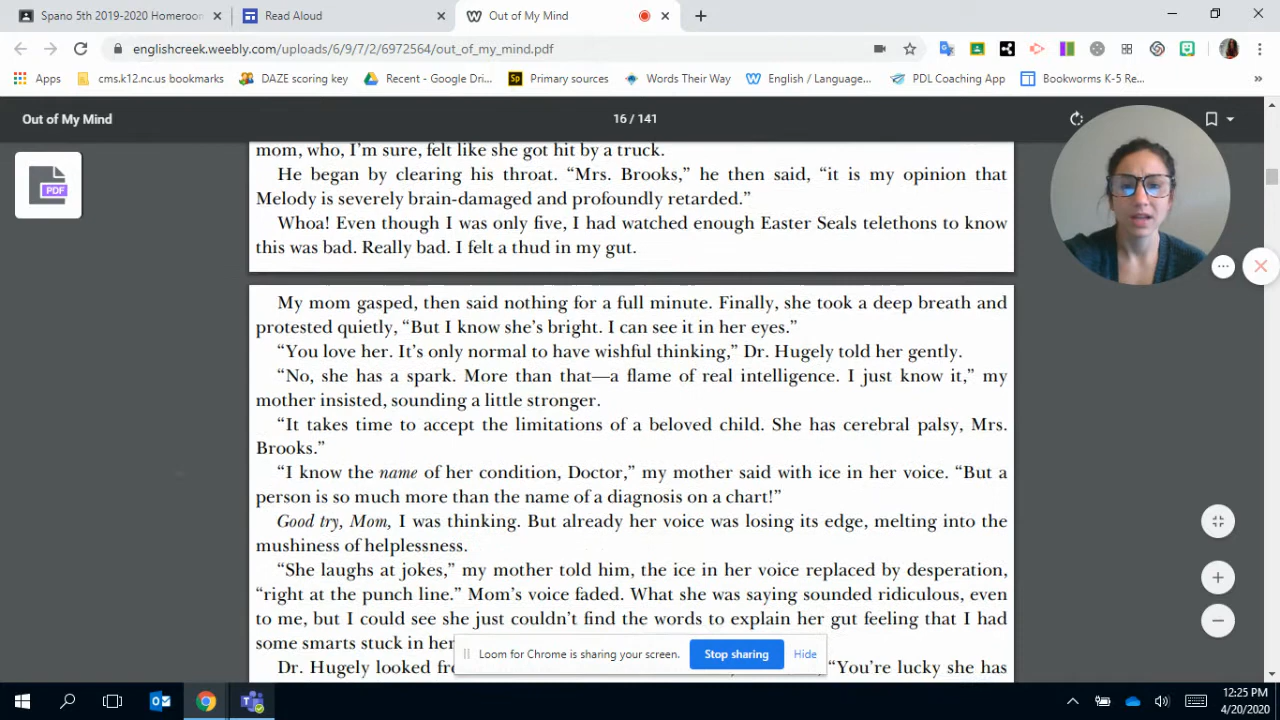 Spano 5th 2019-2020 Homeroom
Read Aloud
Out of My Mind
englishcreek.weebly.com/uploads/6/9/7/2/6972564/out_of_my_mind.pdf
Apps
cms.k12.nc.us bookmarks
DAZE scoring key
Recent - Google Dri...
Sp
Primary sources
Words Their Way
English / Language...
PDL Coaching App
Bookworms K-5 Re...
»
Out of My Mind
16 / 141
PDF
mom, who, I’m sure, felt like she got hit by a truck.
He began by clearing his throat. “Mrs. Brooks,” he then said, “it is my opinion that
Melody is severely brain-damaged and profoundly retarded.”
Whoa! Even though I was only five, I had watched enough Easter Seals telethons to know
this was bad. Really bad. I felt a thud in my gut.
My mom gasped, then said nothing for a full minute. Finally, she took a deep breath and
protested quietly, “But I know she’s bright. I can see it in her eyes.”
“You love her. It’s only normal to have wishful thinking,” Dr. Hugely told her gently.
“No, she has a spark. More than that—a flame of real intelligence. I just know it,” my
mother insisted, sounding a little stronger.
“It takes time to accept the limitations of a beloved child. She has cerebral palsy, Mrs.
Brooks.”
“I know the name of her condition, Doctor,” my mother said with ice in her voice. “But a
person is so much more than the name of a diagnosis on a chart!”
Good try, Mom, I was thinking. But already her voice was losing its edge, melting into the
mushiness of helplessness.
“She laughs at jokes,” my mother told him, the ice in her voice replaced by desperation,
“right at the punch line.” Mom’s voice faded. What she was saying sounded ridiculous, even
to me, but I could see she just couldn’t find the words to explain her gut feeling that I had
some smarts stuck in her
Dr. Hugely looked “You’re lucky she has
Loom for Chrome is sharing your screen.
Stop sharing
Hide
12:25 PM
4/20/2020